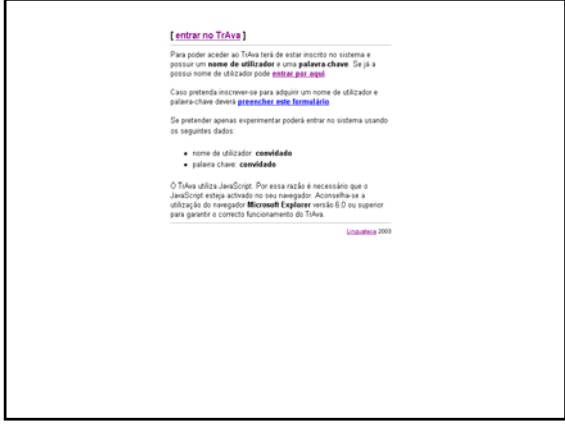 [ entrar no TrAva ]
Para poder aceder ao TrAva terá de estar inscrito no sistema e
possuir um nome de utilizador e uma palavra-chave. Se já a
possui nome de utilizador pode entrar por aqui.
Caso pretenda inscrever-se para adquirir um nome de utilizador e
palavra-chave deverá preencher este formulário.
Se pretender apenas experimentar poderá entrar no sistema usando
os seguintes dados:
• nome de utilizador: convidado
• palavra chave: convidado
O TrAva utiliza JavaScript. Por essa razão é necessário que o
JavaScript esteja activado no seu navegador. Aconselha-se a
utilização do navegador Microsoft Explorer versão 6.0 ou superior
para garantir o correcto funcionamento do TrAva.
Linguateca 2003